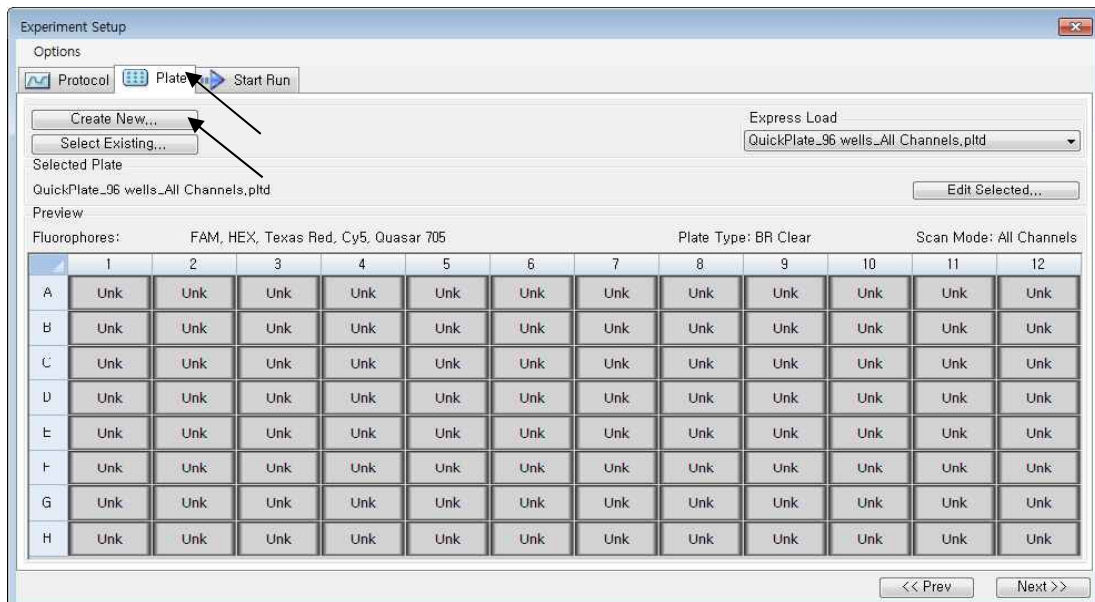 Experiment Setup
Options
Protocol Plate Start Run
Create New...
Select Existing...
Express Load
QuickPlate_96 wells_All Channels.pltd
Selected Plate
QuickPlate_96 wells_All Channels.pltd
Edit Selected...
Preview
Fluorophores: FAM, HEX, Texas Red, Cy5, Quasar 705 Plate Type: BR Clear Scan Mode: All Channels
1 2 3 4 5 6 7 8 9 10 11 12
A Unk Unk Unk Unk Unk Unk Unk Unk Unk Unk Unk Unk
B Unk Unk Unk Unk Unk Unk Unk Unk Unk Unk Unk Unk
C Unk Unk Unk Unk Unk Unk Unk Unk Unk Unk Unk Unk
D Unk Unk Unk Unk Unk Unk Unk Unk Unk Unk Unk Unk
E Unk Unk Unk Unk Unk Unk Unk Unk Unk Unk Unk Unk
F Unk Unk Unk Unk Unk Unk Unk Unk Unk Unk Unk Unk
G Unk Unk Unk Unk Unk Unk Unk Unk Unk Unk Unk Unk
H Unk Unk Unk Unk Unk Unk Unk Unk Unk Unk Unk Unk
<< Prev Next >>